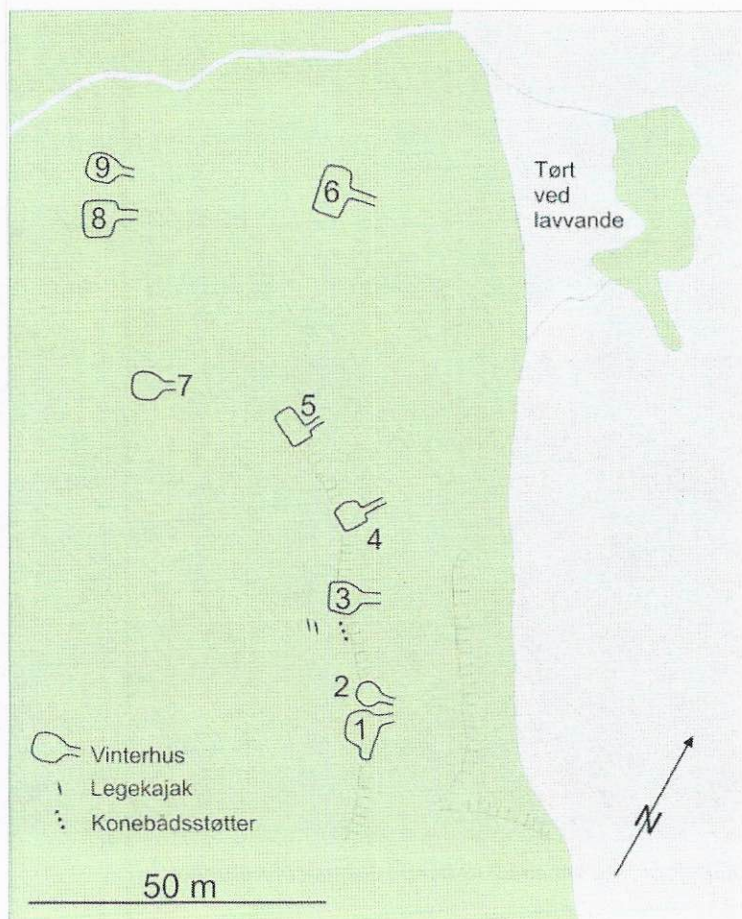 9
8
6
Tørt
ved
lavvande
7
5
4
3
2
1
Vinterhus
Legekajak
Konebådsstøtter
50 m
N